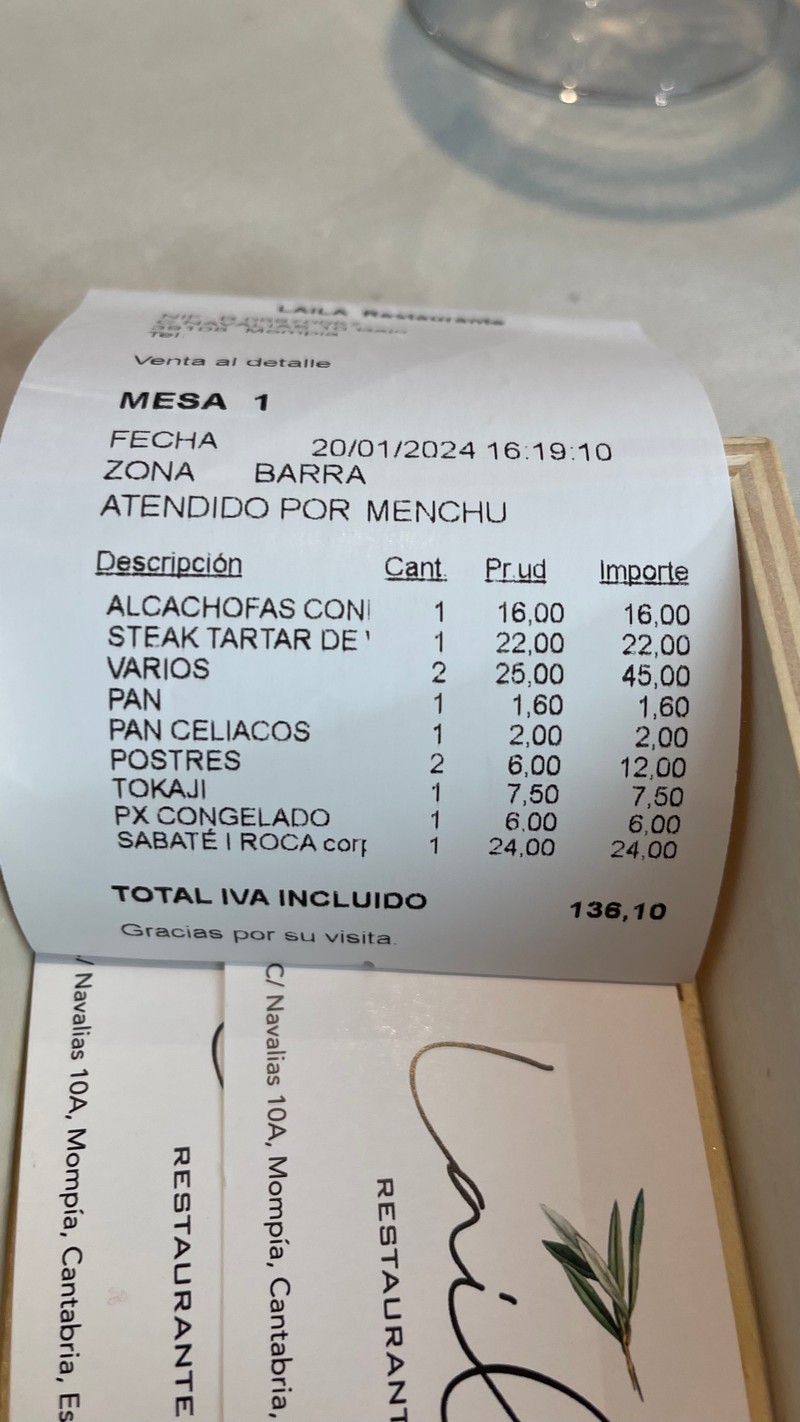 LAILA Restaurante
Tel.
Venta al detalle
MESA 1
FECHA 20/01/2024 16:19:10
ZONA BARRA
ATENDIDO POR MENCHU
Descripción Cant. Pr.ud Importe
ALCACHOFAS CON 1 16,00 16,00
STEAK TARTAR DE 1 22,00 22,00
VARIOS 2 25,00 45,00
PAN 1 1,60 1,60
PAN CELIACOS 1 2,00 2,00
POSTRES 2 6,00 12,00
TOKAJI 1 7,50 7,50
PX CONGELADO 1 6,00 6,00
SABATÉ I ROCA cor 1 24,00 24,00
TOTAL IVA INCLUIDO 136,10
Gracias por su visita.
/ Navalias 10A, Mompía, Cantabria, Es
RESTAURANTE
C/ Navalias 10A, Mompía, Cantabria,
RESTAURANT
Lail